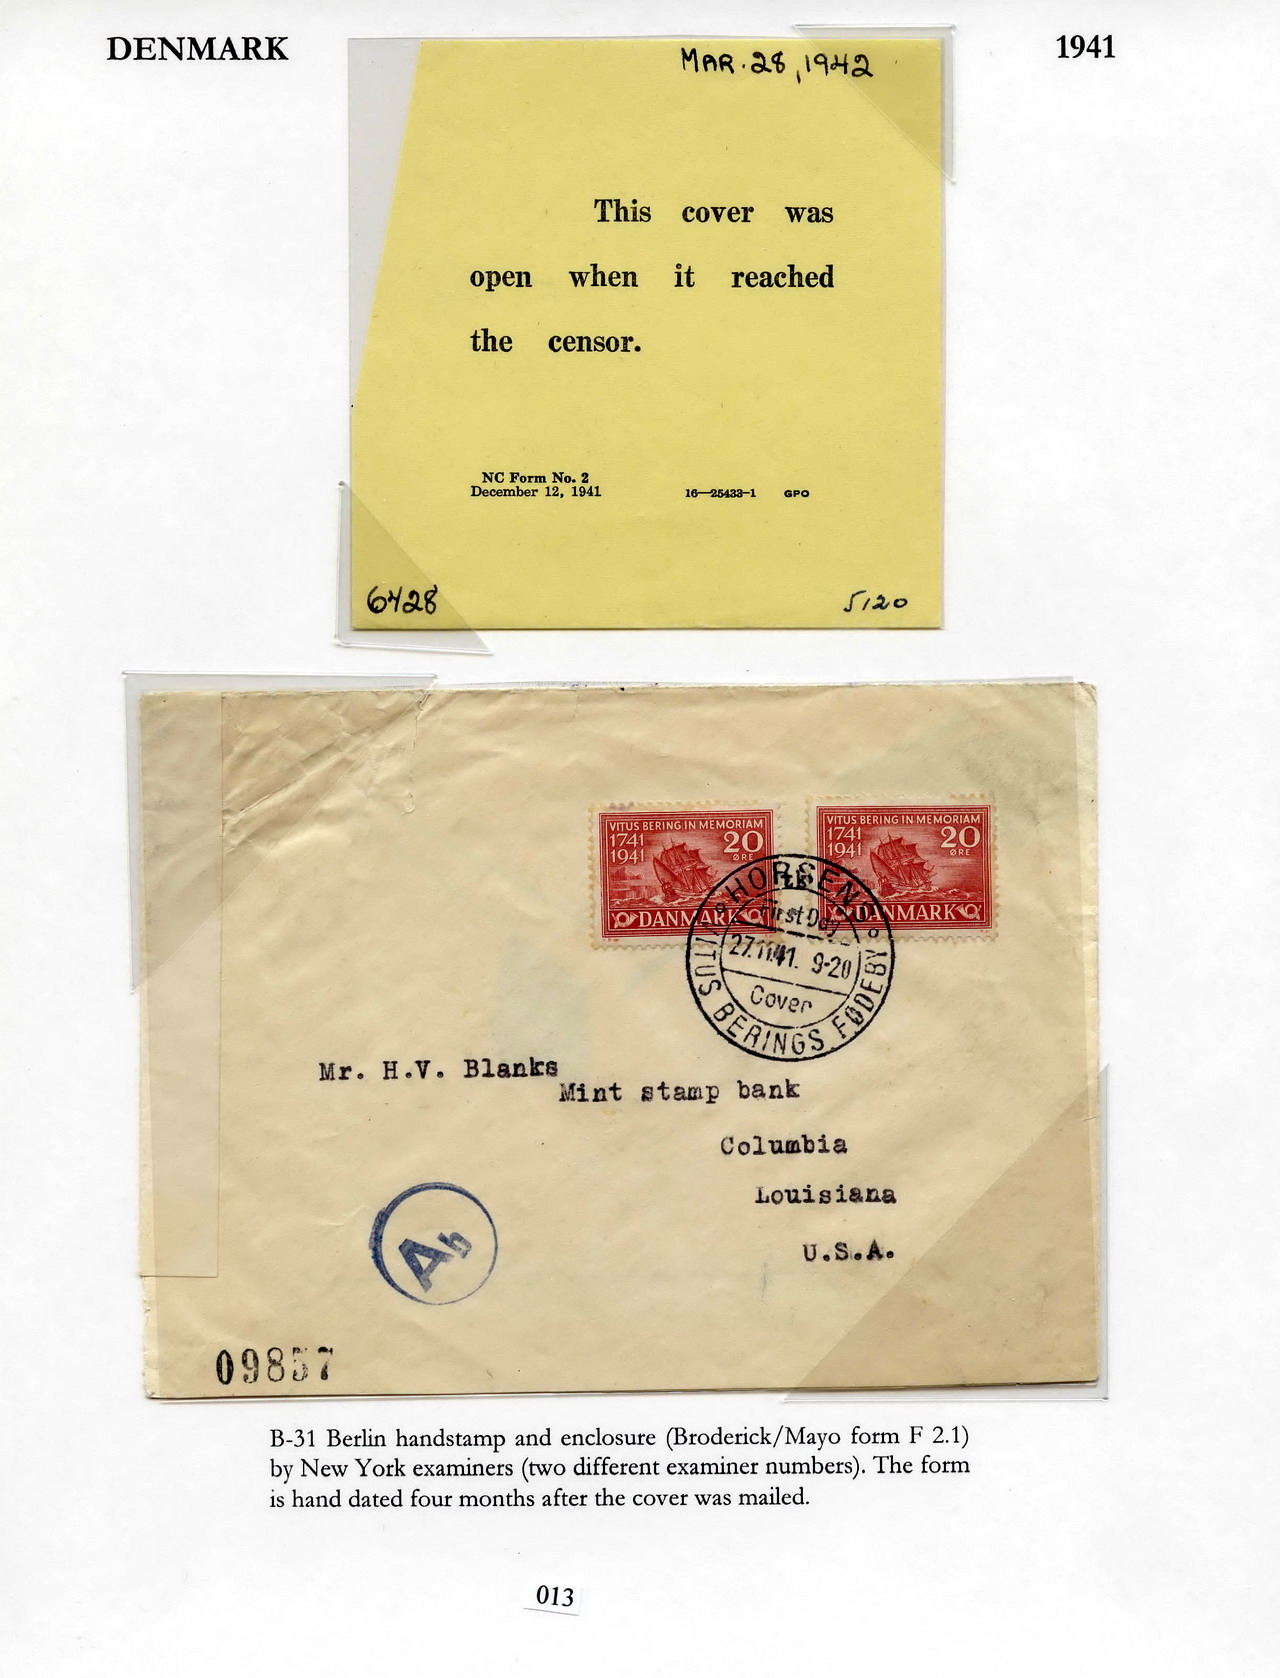 DENMARK
1941
MAR. 28, 1942
This cover was
open when it reached
the censor.
NC Form No. 2
December 12, 1941
16—25433-1 GPO
6428
5120
VITUS BERING IN MEMORIAM
1741
1941
20
ØRE
DANMARK
VITUS BERING IN MEMORIAM
1741
1941
20
ØRE
DANMARK
HORSENS
First Day
27.11.41. 9-20
Cover
VITUS BERINGS FØDEBY
Mr. H.V. Blanks
Mint stamp bank
Columbia
Louisiana
U.S.A.
Ab
09857
B-31 Berlin handstamp and enclosure (Broderick/Mayo form F 2.1)
by New York examiners (two different examiner numbers). The form
is hand dated four months after the cover was mailed.
013